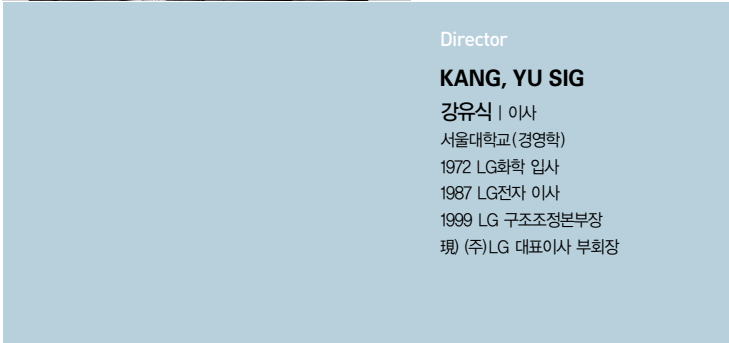 Director
KANG, YU SIG
강유식 | 이사
서울대학교(경영학)
1972 LG화학 입사
1987 LG전자 이사
1999 LG 구조조정본부장
現) (주)LG 대표이사 부회장